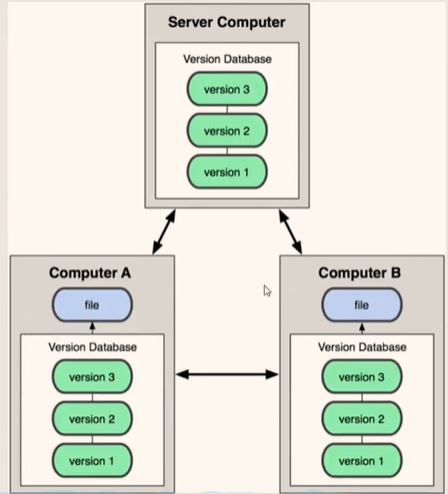 Server Computer
Version Database
version 3
version 2
version 1
Computer A
file
Version Database
version 3
version 2
version 1
Computer B
file
Version Database
version 3
version 2
version 1